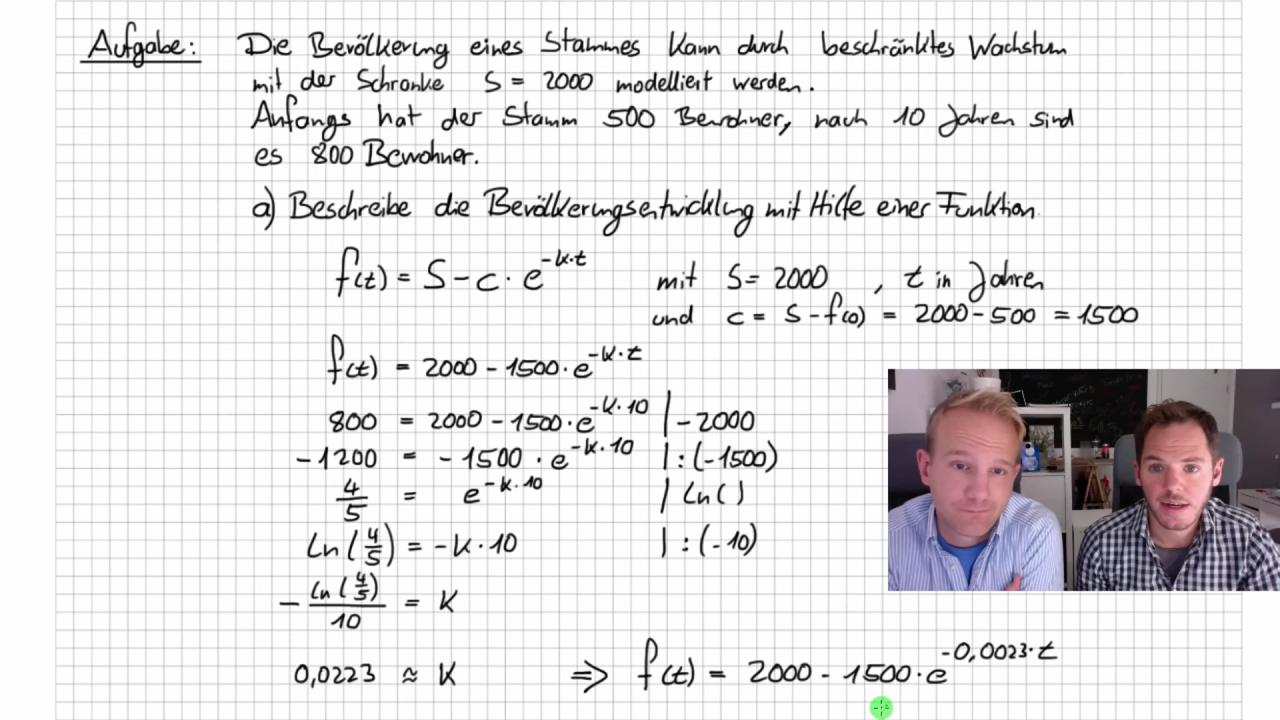 Aufgabe: Die Bevölkerung eines Stammes kann durch beschränktes Wachstum
mit der Schranke S = 2000 modelliert werden.
Anfangs hat der Stamm 500 Bewohner, nach 10 Jahren sind
es 800 Bewohner.
a) Beschreibe die Bevölkerungsentwicklung mit Hilfe einer Funktion.
f(t) = S - c · e^(-k·t) mit S = 2000, t in Jahren
und c = S - f(0) = 2000 - 500 = 1500
f(t) = 2000 - 1500 · e^(-k·t)
800 = 2000 - 1500 · e^(-k·10) | -2000
-1200 = -1500 · e^(-k·10) | : (-1500)
4/5 = e^(-k·10) | ln( )
ln(4/5) = -k · 10 | : (-10)
- ln(4/5)/10 = k
0,0223 ≈ k => f(t) = 2000 - 1500 · e^(-0,0023·t)